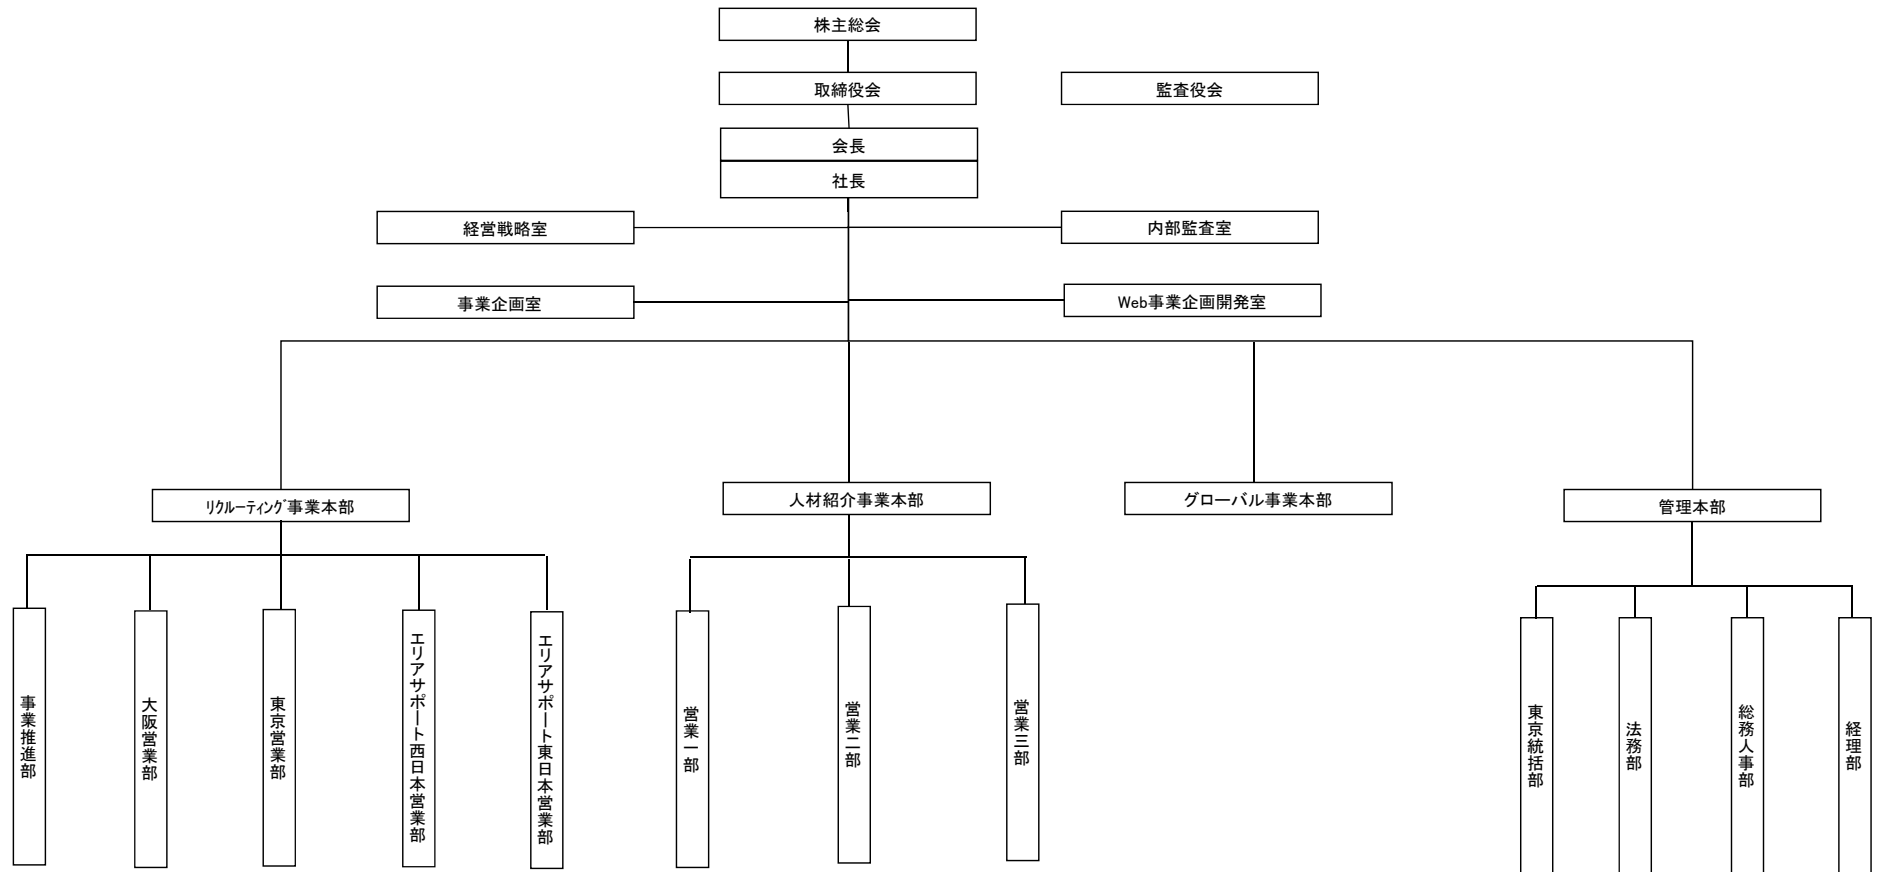 株主総会
取締役会
監査役会
会長
社長
経営戦略室
内部監査室
事業企画室
Web事業企画開発室
ﾘｸﾙｰﾃｨﾝｸﾞ事業本部
人材紹介事業本部
グローバル事業本部
管理本部
事業推進部
大阪営業部
東京営業部
エリアサポート西日本営業部
エリアサポート東日本営業部
営業一部
営業二部
営業三部
東京統括部
法務部
総務人事部
経理部